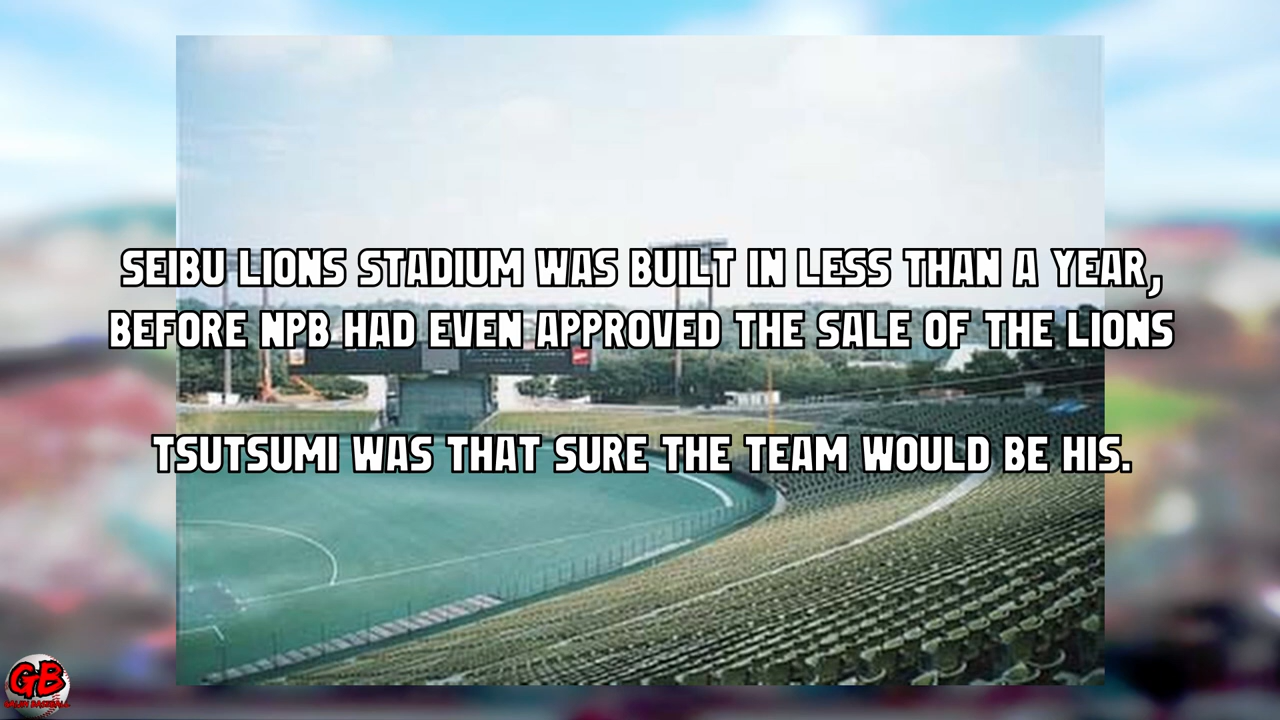 SEIBU LIONS STADIUM WAS BUILT IN LESS THAN A YEAR,
BEFORE NPB HAD EVEN APPROVED THE SALE OF THE LIONS
TSUTSUMI WAS THAT SURE THE TEAM WOULD BE HIS.
GB